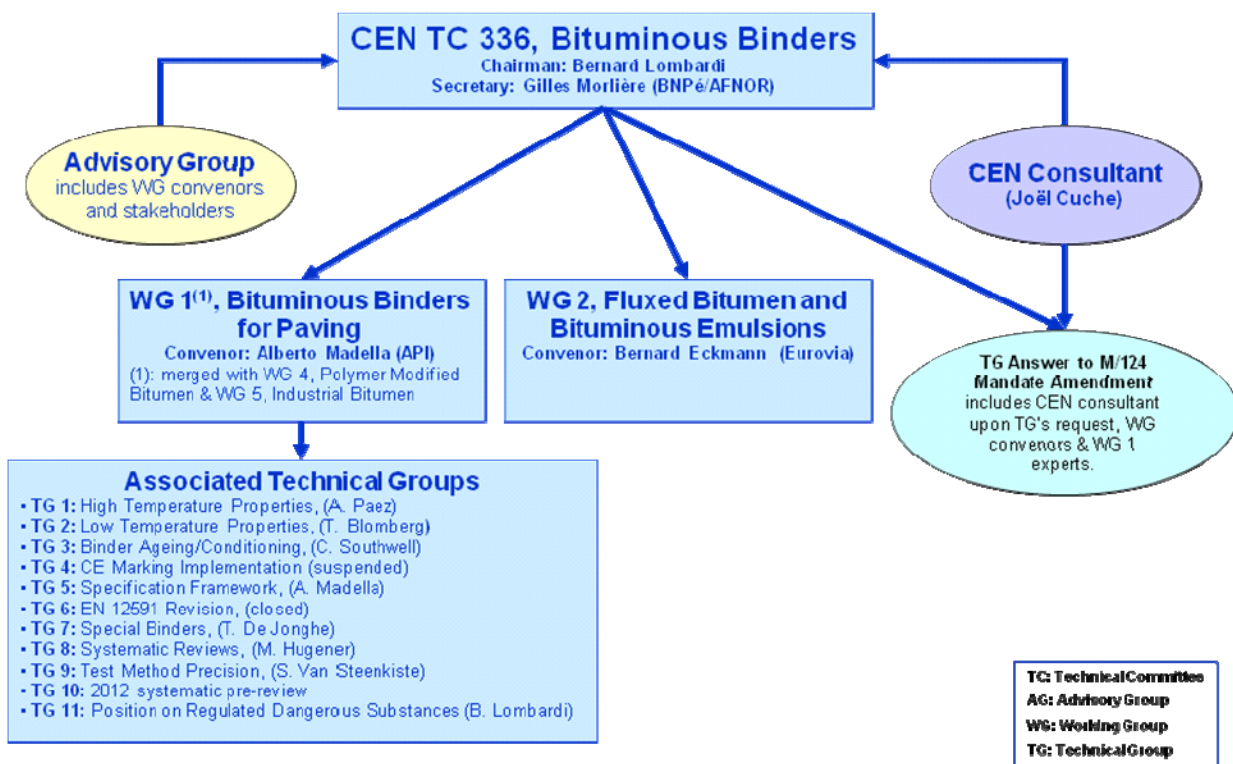 CEN TC 336, Bituminous Binders
Chairman: Bernard Lombardi
Secretary: Gilles Morlière (BNPé/AFNOR)
Advisory Group
includes WG convenors
and stakeholders
CEN Consultant
(Joël Cuche)
WG 1(1), Bituminous Binders
for Paving
Convenor: Alberto Madella (API)
(1): merged with WG 4, Polymer Modified
Bitumen & WG 5, Industrial Bitumen
WG 2, Fluxed Bitumen and
Bituminous Emulsions
Convenor: Bernard Eckmann (Eurovia)
TG Answer to M/124
Mandate Amendment
includes CEN consultant
upon TG's request, WG
convenors & WG 1
experts.
Associated Technical Groups
• TG 1: High Temperature Properties, (A. Paez)
• TG 2: Low Temperature Properties, (T. Blomberg)
• TG 3: Binder Ageing/Conditioning, (C. Southwell)
• TG 4: CE Marking Implementation (suspended)
• TG 5: Specification Framework, (A. Madella)
• TG 6: EN 12591 Revision, (closed)
• TG 7: Special Binders, (T. De Jonghe)
• TG 8: Systematic Reviews, (M. Hugener)
• TG 9: Test Method Precision, (S. Van Steenkiste)
• TG 10: 2012 systematic pre-review
• TG 11: Position on Regulated Dangerous Substances (B. Lombardi)
TC: Technical Committee
AG: Advisory Group
WG: Working Group
TG: Technical Group